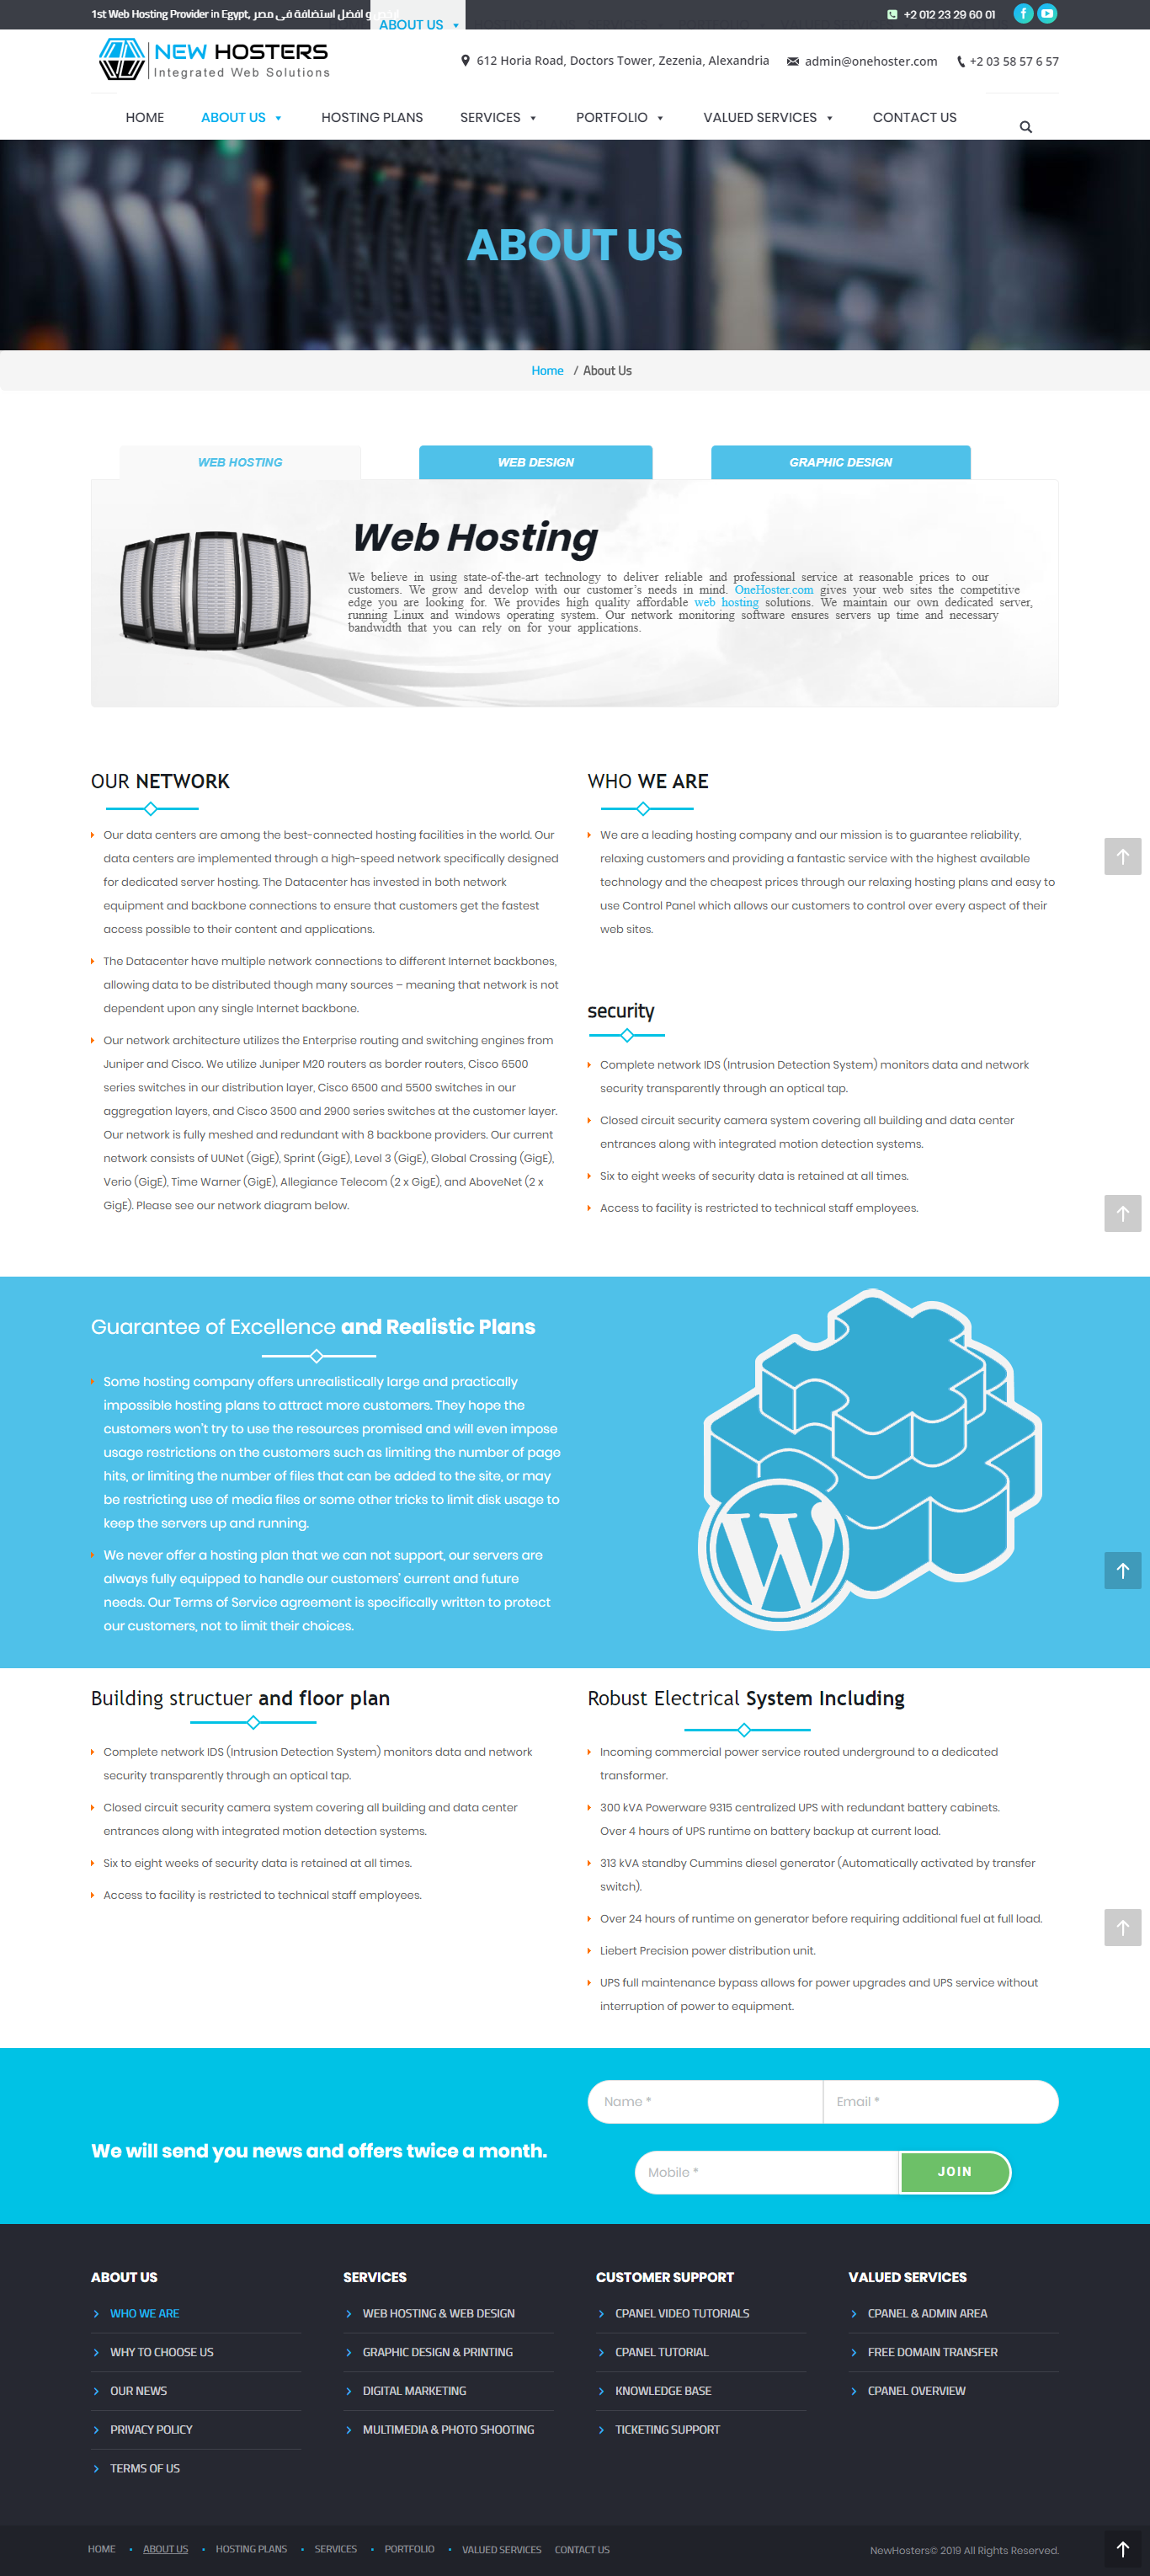 1st Web Hosting Provider in Egypt, افضل استضافة فى مصر
ABOUT US
+2 012 23 29 60 01
NEW HOSTERS
Integrated Web Solutions
612 Horia Road, Doctors Tower, Zezenia, Alexandria
admin@onehoster.com
+2 03 58 57 6 57
HOME
ABOUT US
HOSTING PLANS
SERVICES
PORTFOLIO
VALUED SERVICES
CONTACT US
ABOUT US
Home / About Us
WEB HOSTING
WEB DESIGN
GRAPHIC DESIGN
Web Hosting
We believe in using state-of-the-art technology to deliver reliable and professional service at reasonable prices to our
customers. We grow and develop with our customer's needs in mind. OneHoster.com gives your web sites the competitive
edge you are looking for. We provides high quality affordable web hosting solutions. We maintain our own dedicated server,
running Linux and windows operating system. Our network monitoring software ensures servers up time and necessary
bandwidth that you can rely on for your applications.
OUR NETWORK
Our data centers are among the best-connected hosting facilities in the world. Our
data centers are implemented through a high-speed network specifically designed
for dedicated server hosting. The Datacenter has invested in both network
equipment and backbone connections to ensure that customers get the fastest
access possible to their content and applications.
The Datacenter have multiple network connections to different Internet backbones,
allowing data to be distributed though many sources – meaning that network is not
dependent upon any single Internet backbone.
Our network architecture utilizes the Enterprise routing and switching engines from
Juniper and Cisco. We utilize Juniper M20 routers as border routers, Cisco 6500
series switches in our distribution layer, Cisco 6500 and 5500 switches in our
aggregation layers, and Cisco 3500 and 2900 series switches at the customer layer.
Our network is fully meshed and redundant with 8 backbone providers. Our current
network consists of UUNet (GigE), Sprint (GigE), Level 3 (GigE), Global Crossing (GigE),
Verio (GigE), Time Warner (GigE), Allegiance Telecom (2 x GigE), and AboveNet (2 x
GigE). Please see our network diagram below.
WHO WE ARE
We are a leading hosting company and our mission is to guarantee reliability,
relaxing customers and providing a fantastic service with the highest available
technology and the cheapest prices through our relaxing hosting plans and easy to
use Control Panel which allows our customers to control over every aspect of their
web sites.
security
Complete network IDS (Intrusion Detection System) monitors data and network
security transparently through an optical tap.
Closed circuit security camera system covering all building and data center
entrances along with integrated motion detection systems.
Six to eight weeks of security data is retained at all times.
Access to facility is restricted to technical staff employees.
Guarantee of Excellence and Realistic Plans
Some hosting company offers unrealistically large and practically
impossible hosting plans to attract more customers. They hope the
customers won't try to use the resources promised and will even impose
usage restrictions on the customers such as limiting the number of page
hits, or limiting the number of files that can be added to the site, or may
be restricting use of media files or some other tricks to limit disk usage to
keep the servers up and running.
We never offer a hosting plan that we can not support, our servers are
always fully equipped to handle our customers' current and future
needs. Our Terms of Service agreement is specifically written to protect
our customers, not to limit their choices.
Building structuer and floor plan
Complete network IDS (Intrusion Detection System) monitors data and network
security transparently through an optical tap.
Closed circuit security camera system covering all building and data center
entrances along with integrated motion detection systems.
Six to eight weeks of security data is retained at all times.
Access to facility is restricted to technical staff employees.
Robust Electrical System Including
Incoming commercial power service routed underground to a dedicated
transformer.
300 kVA Powerware 9315 centralized UPS with redundant battery cabinets.
Over 4 hours of UPS runtime on battery backup at current load.
313 kVA standby Cummins diesel generator (Automatically activated by transfer
switch).
Over 24 hours of runtime on generator before requiring additional fuel at full load.
Liebert Precision power distribution unit.
UPS full maintenance bypass allows for power upgrades and UPS service without
interruption of power to equipment.
We will send you news and offers twice a month.
Name *
Email *
Mobile *
JOIN
ABOUT US
WHO WE ARE
WHY TO CHOOSE US
OUR NEWS
PRIVACY POLICY
TERMS OF US
SERVICES
WEB HOSTING & WEB DESIGN
GRAPHIC DESIGN & PRINTING
DIGITAL MARKETING
MULTIMEDIA & PHOTO SHOOTING
CUSTOMER SUPPORT
CPANEL VIDEO TUTORIALS
CPANEL TUTORIAL
KNOWLEDGE BASE
TICKETING SUPPORT
VALUED SERVICES
CPANEL & ADMIN AREA
FREE DOMAIN TRANSFER
CPANEL OVERVIEW
HOME
ABOUT US
HOSTING PLANS
SERVICES
PORTFOLIO
VALUED SERVICES
CONTACT US
NewHosters© 2019 All Rights Reserved.